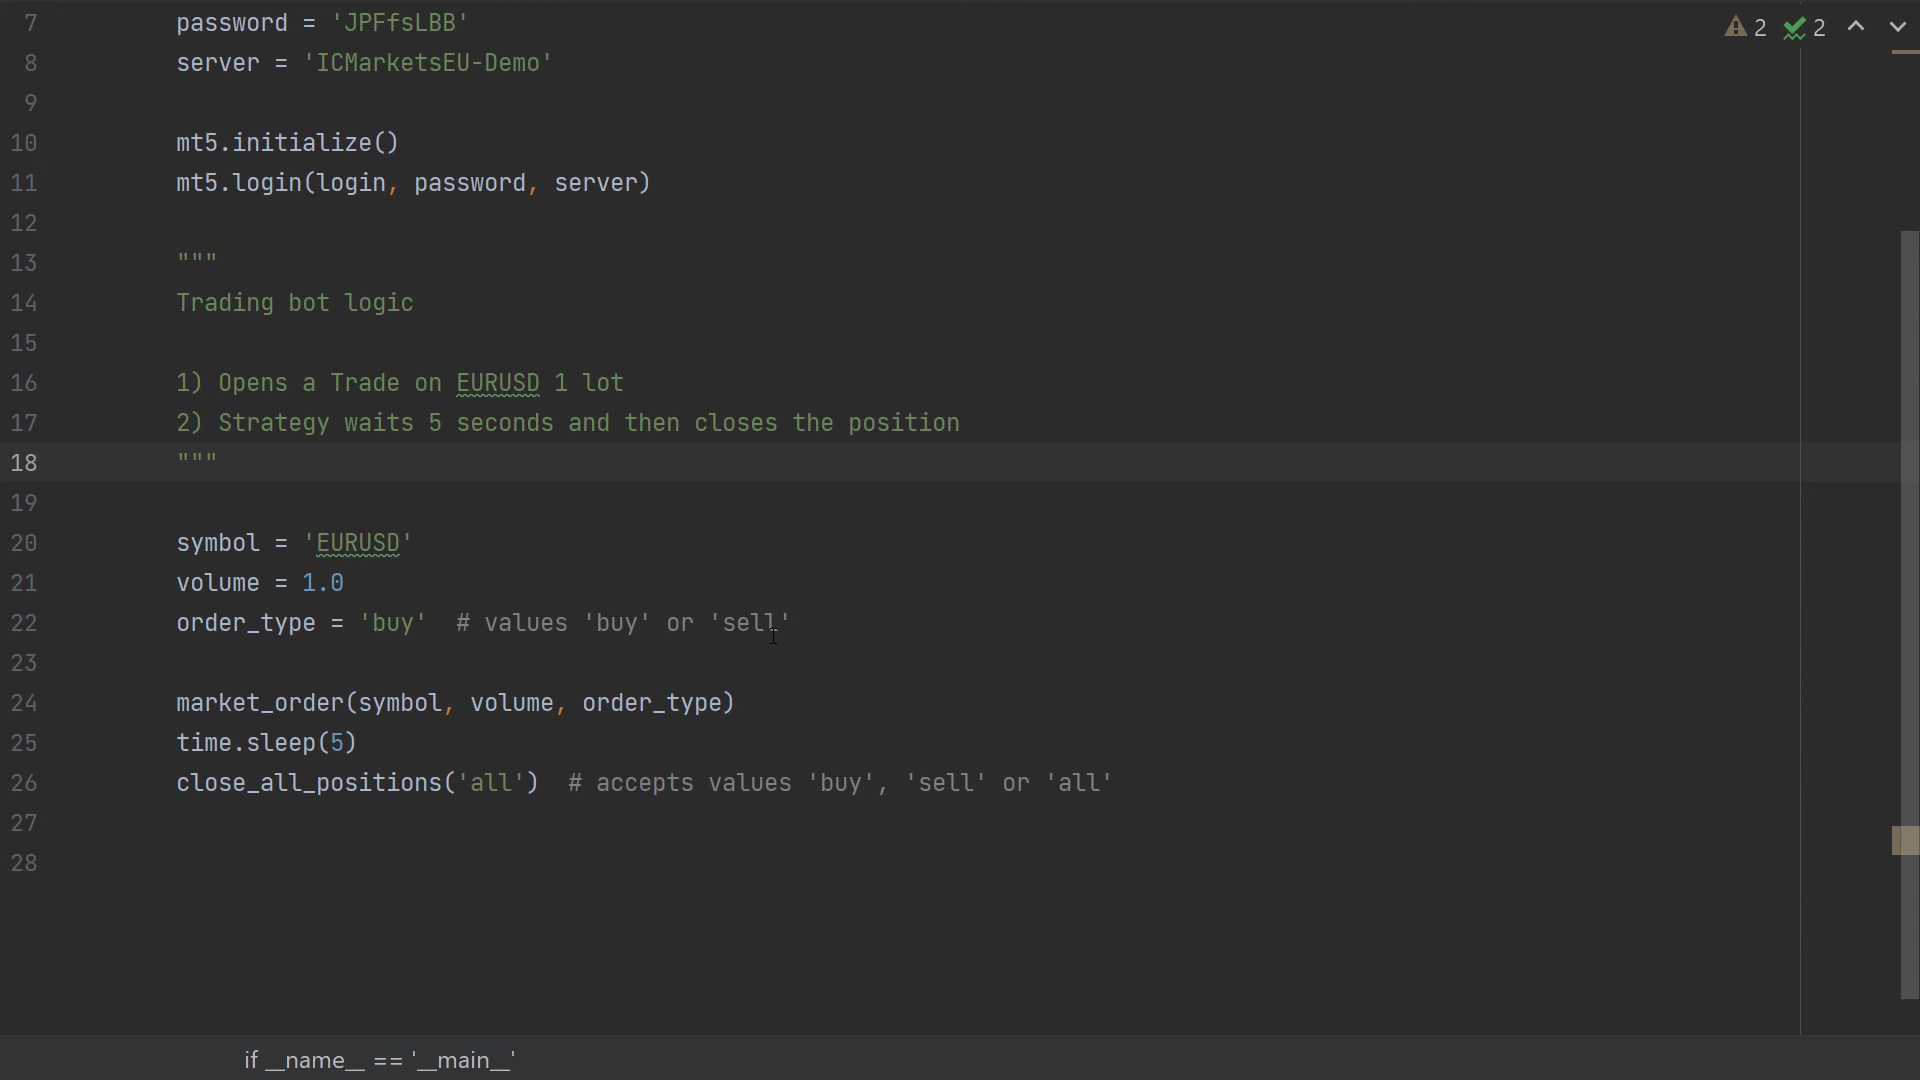 7 password = 'JPFfsLBB'
2 2
8 server = 'ICMarketsEU-Demo'
9
10 mt5.initialize()
11 mt5.login(login, password, server)
12
13 """
14 Trading bot logic
15
16 1) Opens a Trade on EURUSD 1 lot
17 2) Strategy waits 5 seconds and then closes the position
18 """
19
20 symbol = 'EURUSD'
21 volume = 1.0
22 order_type = 'buy'  # values 'buy' or 'sell'
23
24 market_order(symbol, volume, order_type)
25 time.sleep(5)
26 close_all_positions('all')  # accepts values 'buy', 'sell' or 'all'
27
28
if __name__ == '__main__'